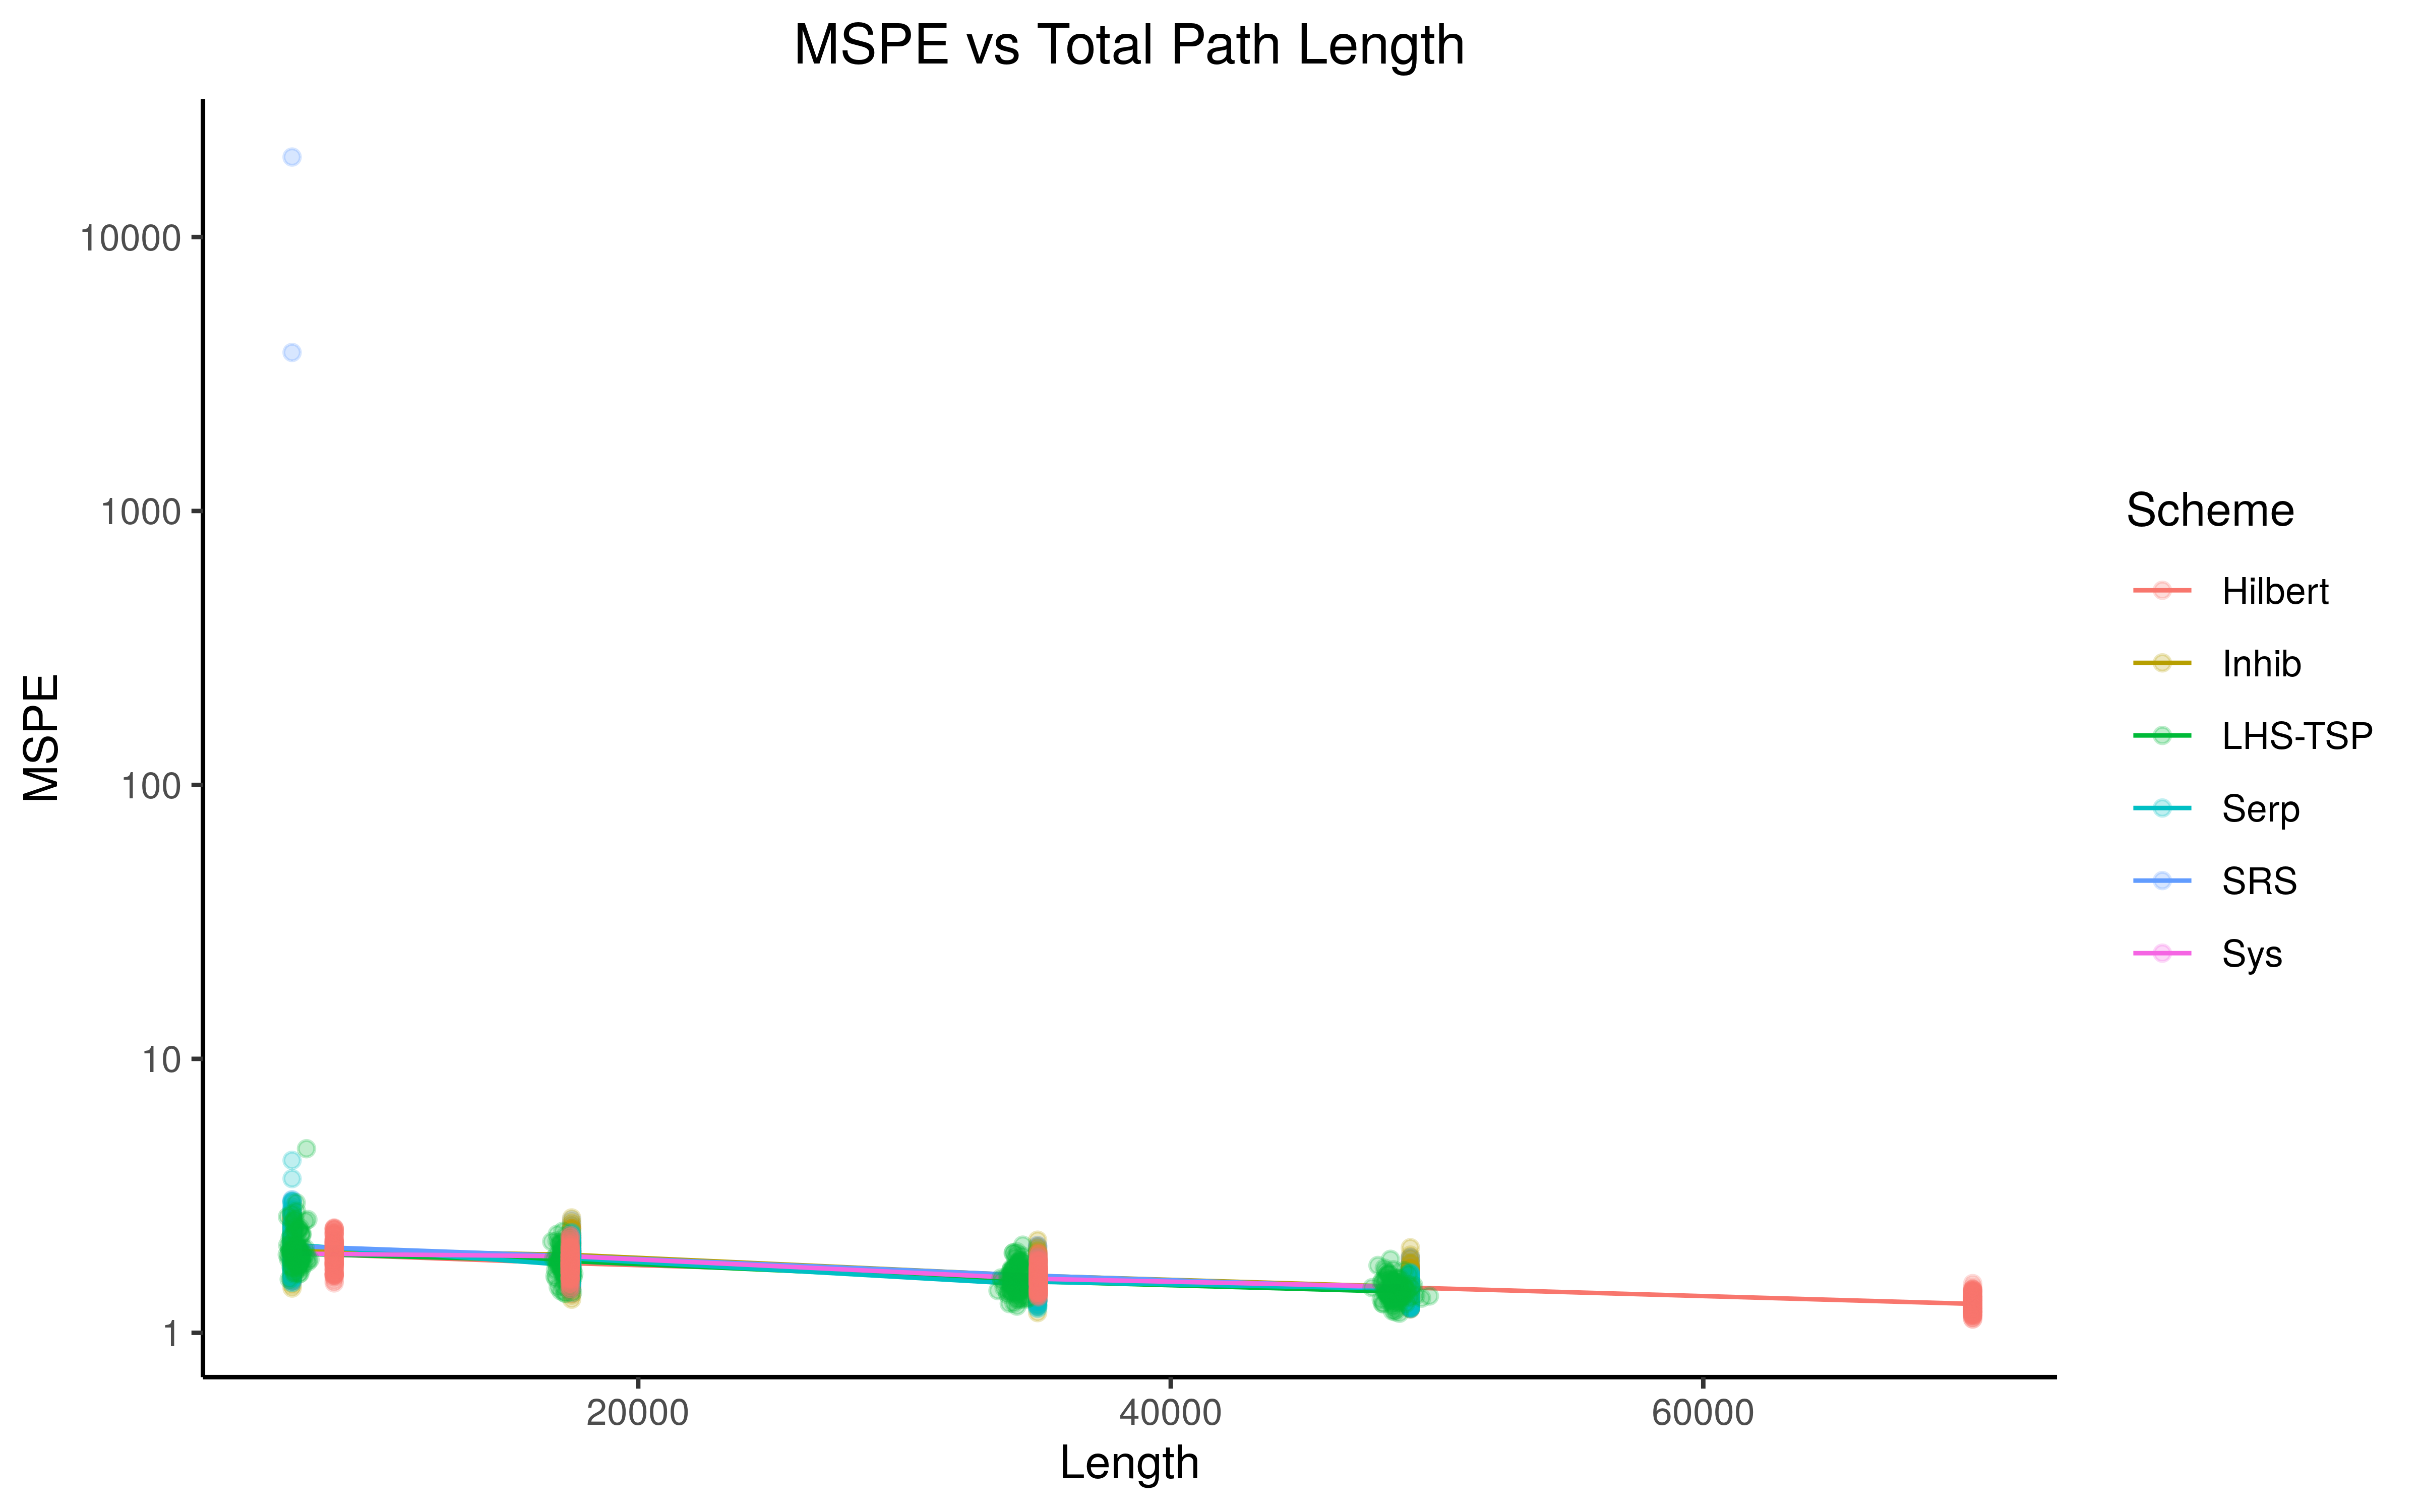 MSPE vs Total Path Length
MSPE
10000
1000
100
10
1
20000
40000
60000
Length
Scheme
Hilbert
Inhib
LHS-TSP
Serp
SRS
Sys